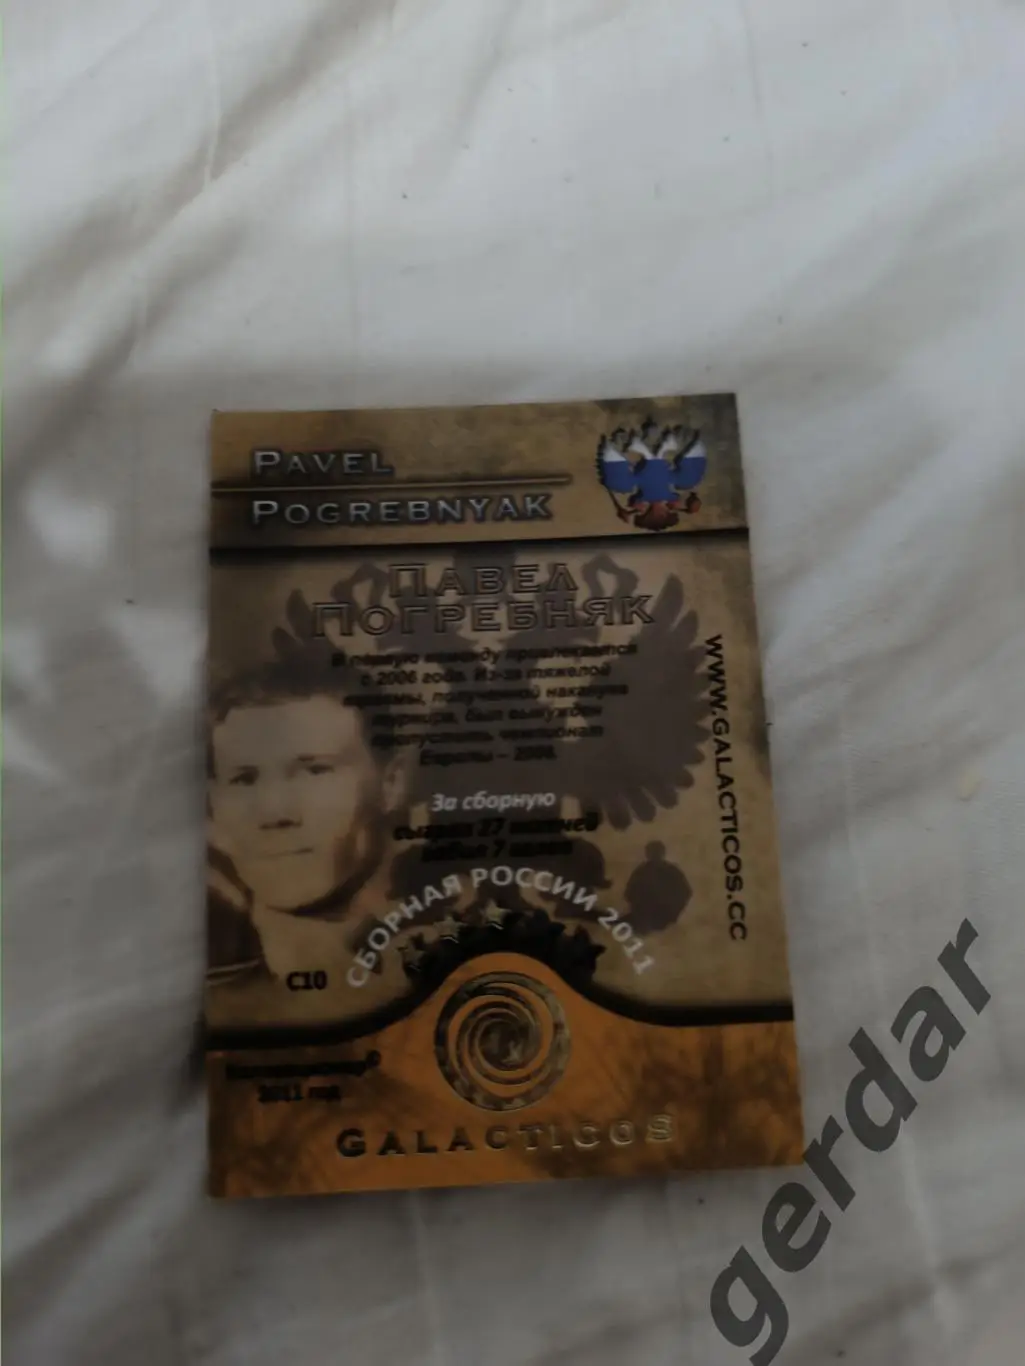 PAVEL
POGREBNYAK
ПАВЕЛ
ПОГРЕБНЯК
В первую команду привлекается
с 2006 года. Из-за тяжелой
травмы, полученной накануне
турнира, был вынужден
пропустить чемпионат
Европы –
За сборную
сыграл 27 матчей
забил 7 голов
СБОРНАЯ РОССИИ 2011
WWW.GALACTICOS.CC
C10
2011 год
GALACTICOS
gerdar